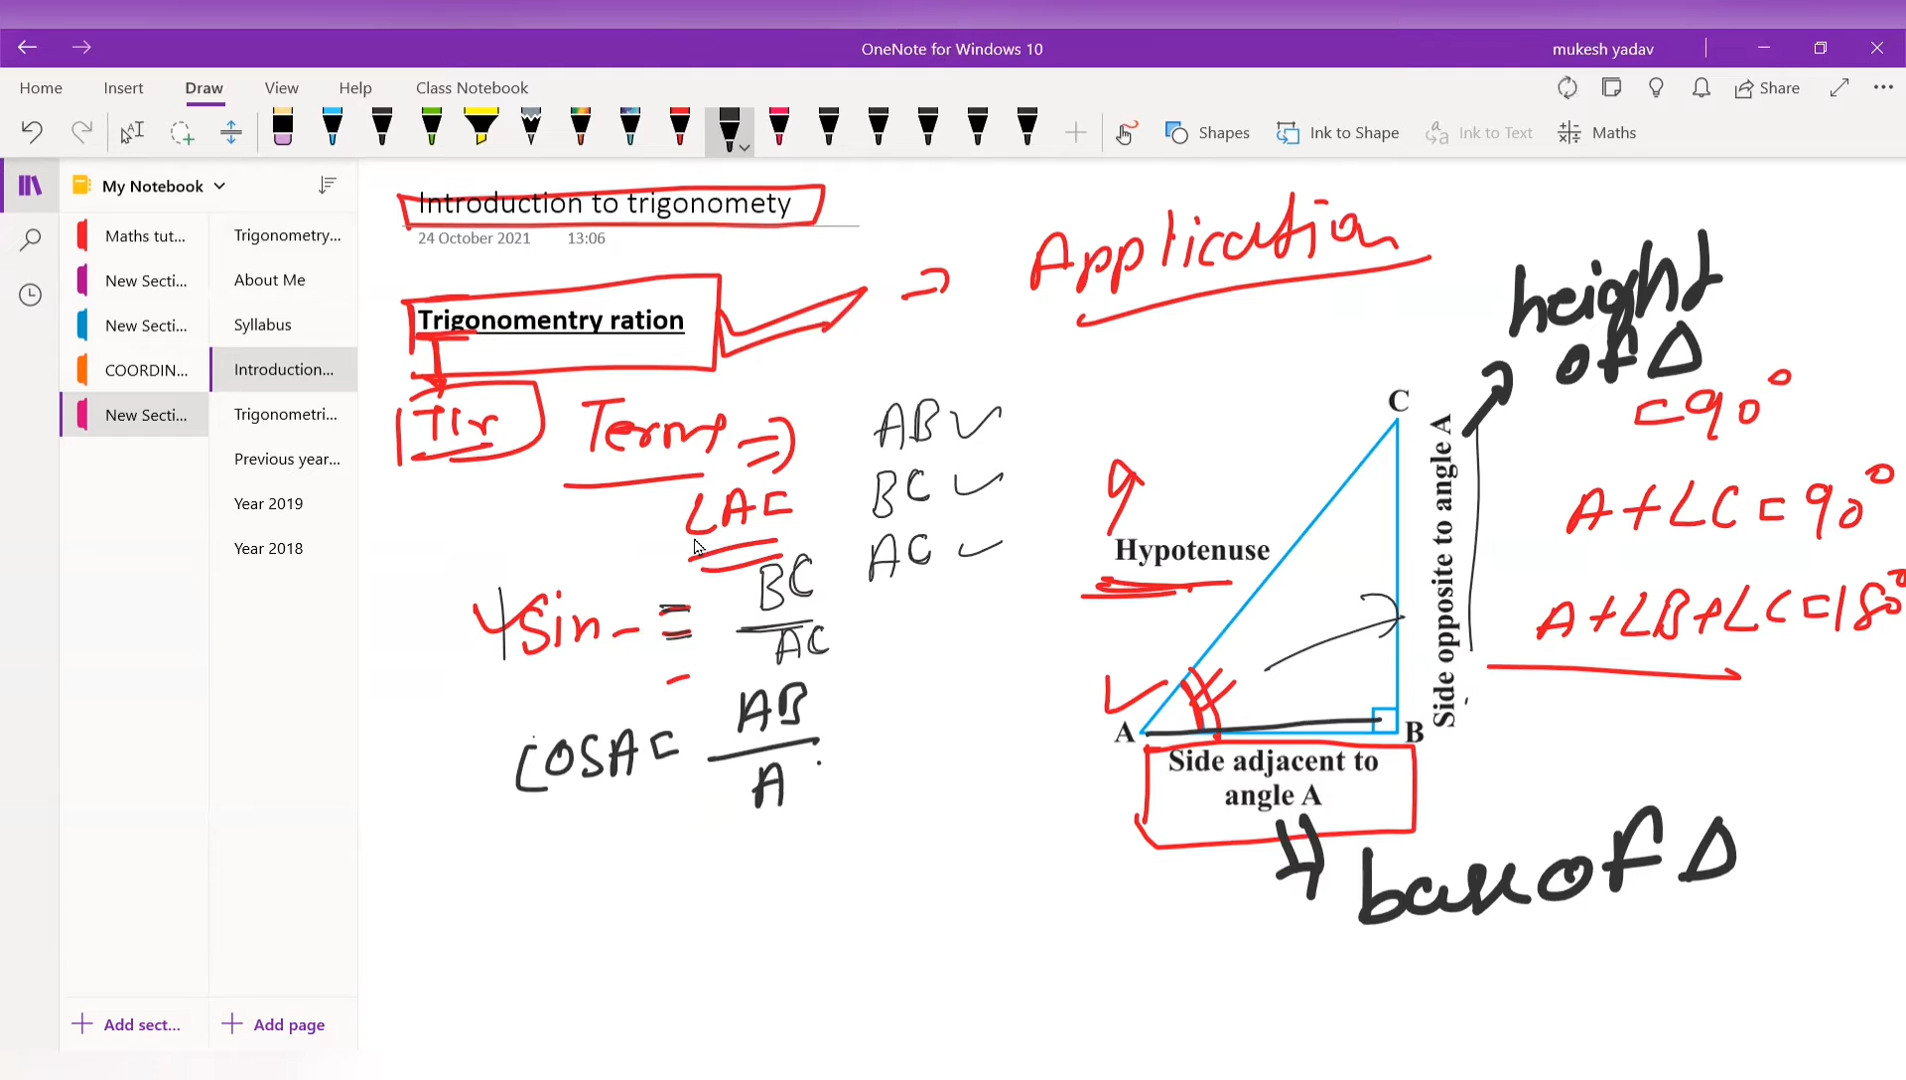 OneNote for Windows 10
mukesh yadav
Home
Insert
Draw
View
Help
Class Notebook
Share
Shapes
Ink to Shape
Ink to Text
Maths
My Notebook
Maths tut...
New Secti...
New Secti...
COORDIN...
New Secti...
Trigonometry...
About Me
Syllabus
Introduction...
Trigonometri...
Previous year...
Year 2019
Year 2018
Add sect...
Add page
Introduction to trigonomety
24 October 2021 13:06
Application
Trigonomentry ration
Terms ⇒
AB ✓
BC ✓
AC ✓
∠A =
Sin - =
BC
AC
COSA =
AB
A
height
of Δ
C
Hypotenuse
Side opposite to angle A
A
B
Side adjacent to
angle A
base of Δ
= 90°
A + ∠C = 90°
A + ∠B + ∠C = 180°